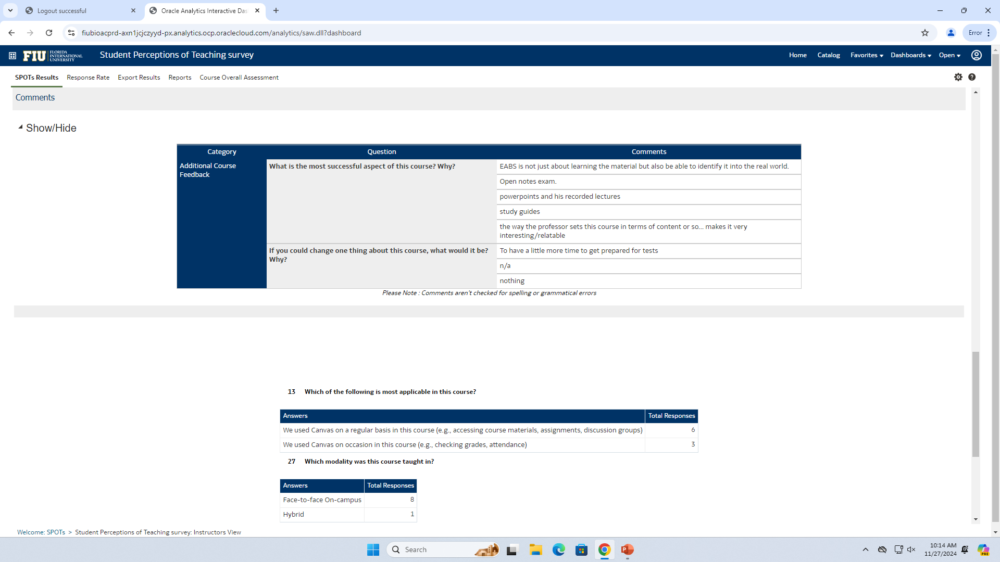 Logout successful
Oracle Analytics Interactive Das
fiubioacprd-axn1jcjczyyd-px.analytics.ocp.oraclecloud.com/analytics/saw.dll?dashboard
Error
FIU FLORIDA INTERNATIONAL UNIVERSITY
Student Perceptions of Teaching survey
Home Catalog Favorites Dashboards Open
SPOTs Results Response Rate Export Results Reports Course Overall Assessment
Comments
Show/Hide
Category Question Comments
Additional Course
Feedback
What is the most successful aspect of this course? Why?
EABS is not just about learning the material but also be able to identify it into the real world.
Open notes exam.
powerpoints and his recorded lectures
study guides
the way the professor sets this course in terms of content or so... makes it very
interesting/relatable
If you could change one thing about this course, what would it be?
Why?
To have a little more time to get prepared for tests
n/a
nothing
Please Note : Comments aren't checked for spelling or grammatical errors
13 Which of the following is most applicable in this course?
Answers Total Responses
We used Canvas on a regular basis in this course (e.g., accessing course materials, assignments, discussion groups) 6
We used Canvas on occasion in this course (e.g., checking grades, attendance) 3
27 Which modality was this course taught in?
Answers Total Responses
Face-to-face On-campus 8
Hybrid 1
Welcome: SPOTs > Student Perceptions of Teaching survey: Instructors View
Search
10:14 AM
11/27/2024
PRE